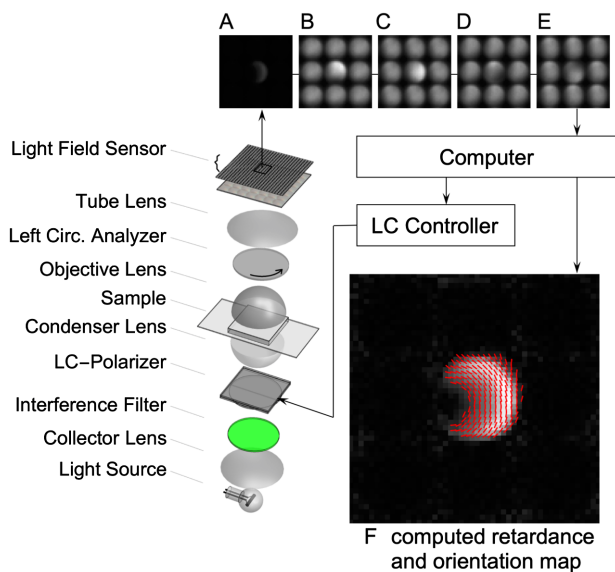 A
B
C
D
E
Light Field Sensor
Computer
Tube Lens
LC Controller
Left Circ. Analyzer
Objective Lens
Sample
Condenser Lens
LC–Polarizer
Interference Filter
Collector Lens
Light Source
F computed retardance
and orientation map